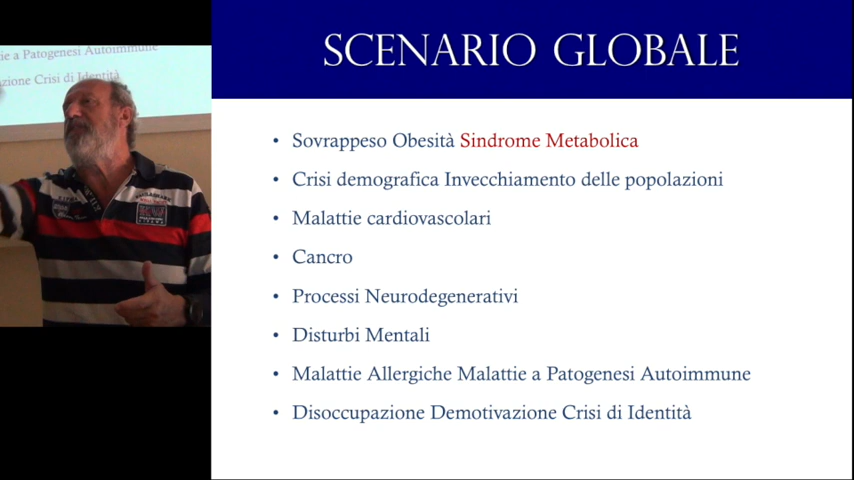 SCENARIO GLOBALE
• Sovrappeso Obesità Sindrome Metabolica
• Crisi demografica Invecchiamento delle popolazioni
• Malattie cardiovascolari
• Cancro
• Processi Neurodegenerativi
• Disturbi Mentali
• Malattie Allergiche Malattie a Patogenesi Autoimmune
• Disoccupazione Demotivazione Crisi di Identità
a Patogenesi Autoimmune
Crisi di Identità